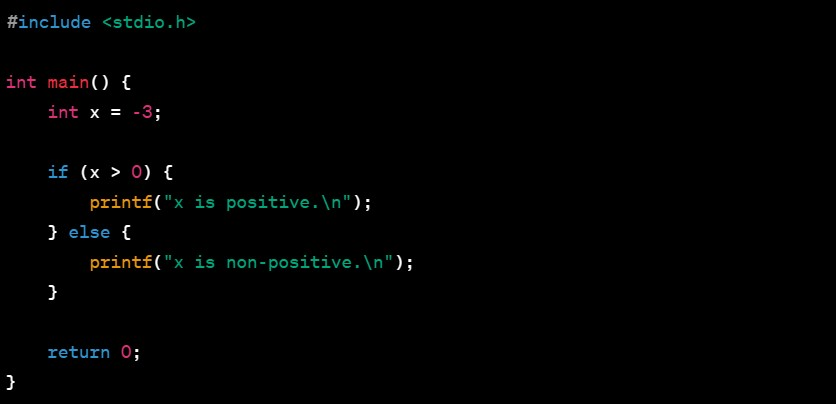 #include <stdio.h>
int main() {
    int x = -3;
    if (x > 0) {
        printf("x is positive.\n");
    } else {
        printf("x is non-positive.\n");
    }
    return 0;
}